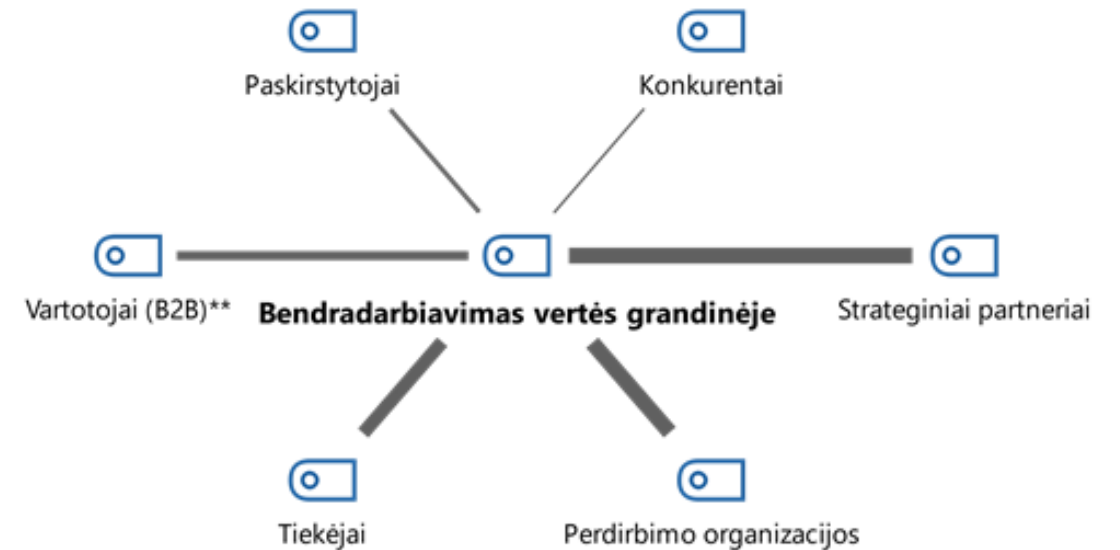 Paskirstytojai
Konkurentai
Vartotojai (B2B)**
Bendradarbiavimas vertės grandinėje
Strateginiai partneriai
Tiekėjai
Perdirbimo organizacijos